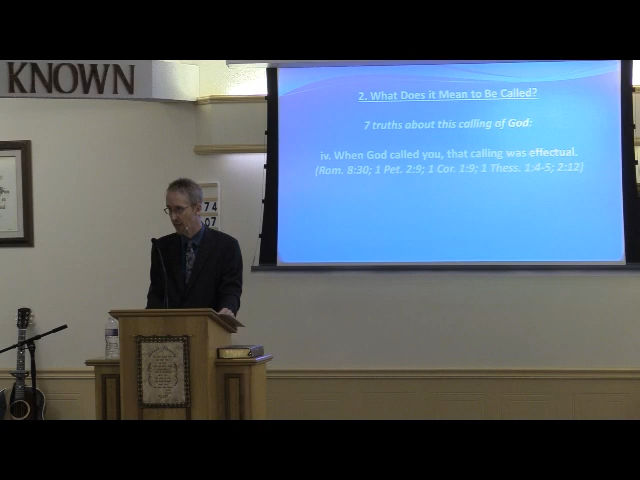 KNOWN
2. What Does it Mean to Be Called?
7 truths about this calling of God:
iv. When God called you, that calling was effectual.
(Rom. 8:30; 1 Pet. 2:9; 1 Cor. 1:9; 1 Thess. 1:4-5; 2:12)
74
07